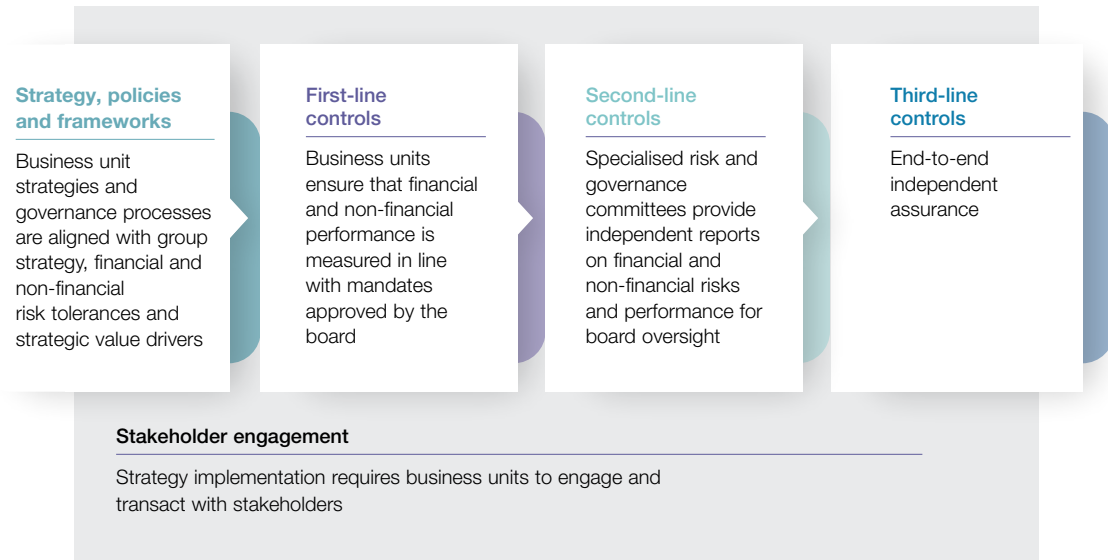 Strategy, policies
and frameworks
Business unit
strategies and
governance processes
are aligned with group
strategy, financial and
non-financial
risk tolerances and
strategic value drivers
First-line
controls
Business units
ensure that financial
and non-financial
performance is
measured in line
with mandates
approved by the
board
Second-line
controls
Specialised risk and
governance
committees provide
independent reports
on financial and
non-financial risks
and performance for
board oversight
Third-line
controls
End-to-end
independent
assurance
Stakeholder engagement
Strategy implementation requires business units to engage and
transact with stakeholders